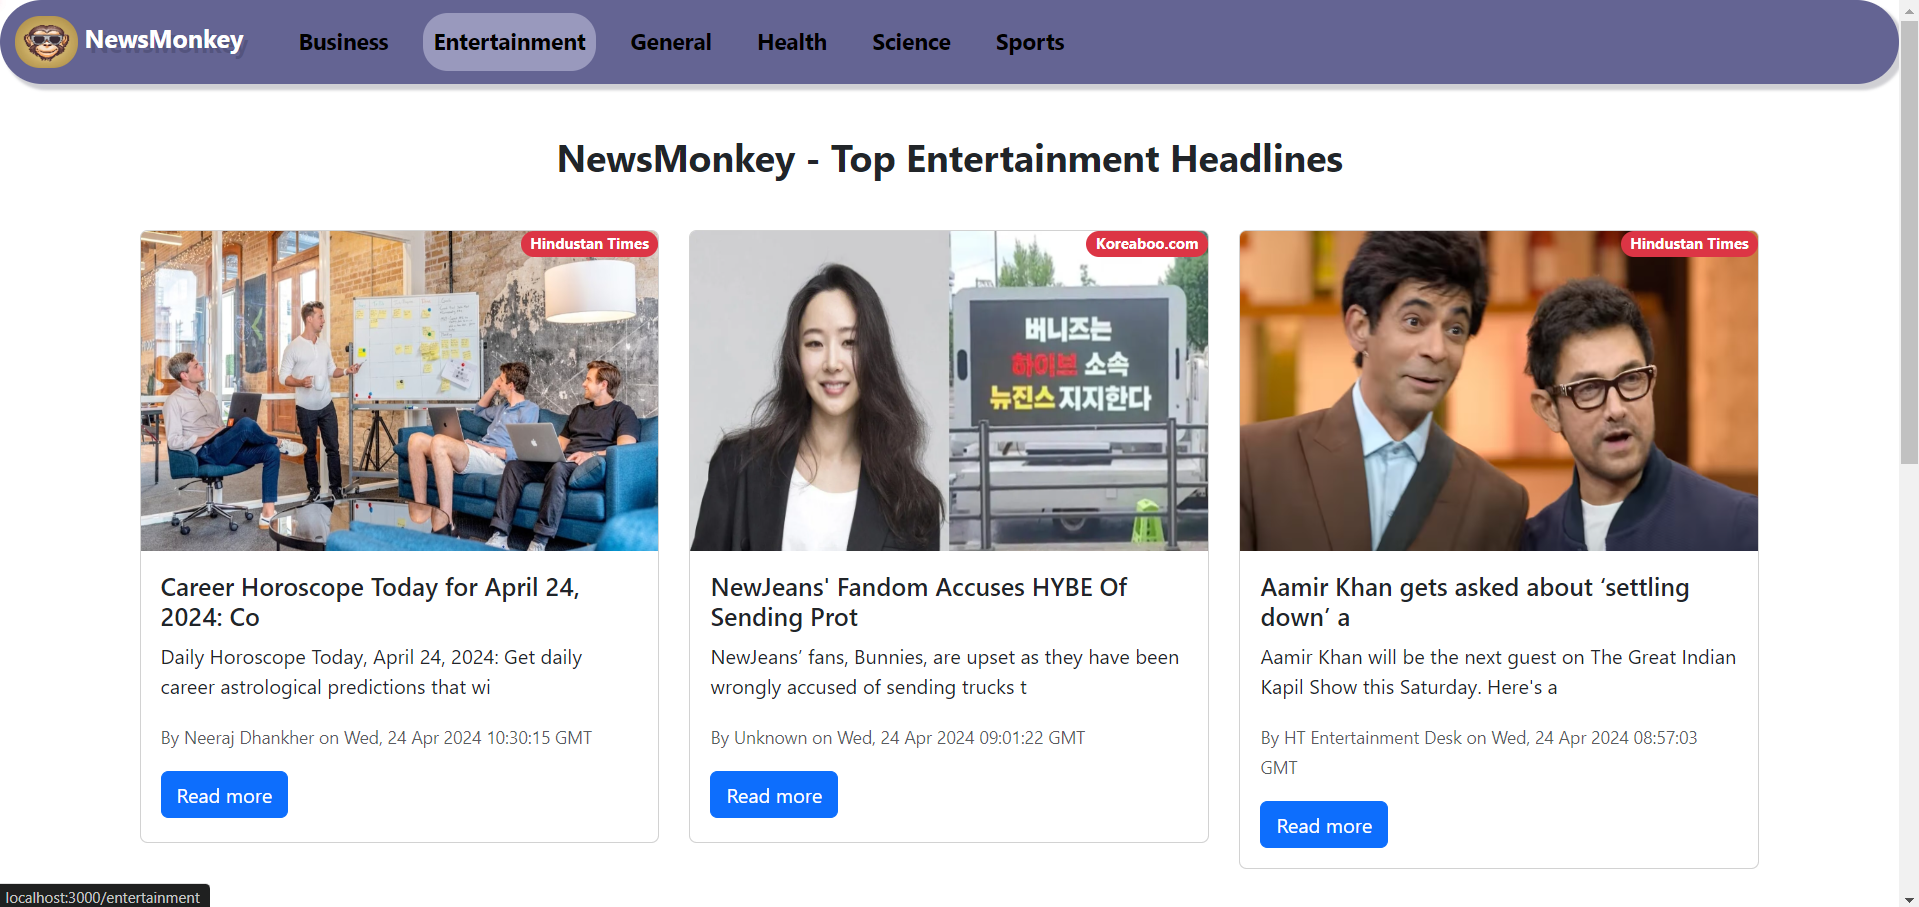 NewsMonkey
Business
Entertainment
General
Health
Science
Sports
NewsMonkey - Top Entertainment Headlines
Hindustan Times
Career Horoscope Today for April 24,
2024: Co
Daily Horoscope Today, April 24, 2024: Get daily
career astrological predictions that wi
By Neeraj Dhankher on Wed, 24 Apr 2024 10:30:15 GMT
Read more
Koreaboo.com
버니즈는
하이브 소속
뉴진스 지지한다
NewJeans' Fandom Accuses HYBE Of
Sending Prot
NewJeans’ fans, Bunnies, are upset as they have been
wrongly accused of sending trucks t
By Unknown on Wed, 24 Apr 2024 09:01:22 GMT
Read more
Hindustan Times
Aamir Khan gets asked about ‘settling
down’ a
Aamir Khan will be the next guest on The Great Indian
Kapil Show this Saturday. Here's a
By HT Entertainment Desk on Wed, 24 Apr 2024 08:57:03
GMT
Read more
localhost:3000/entertainment